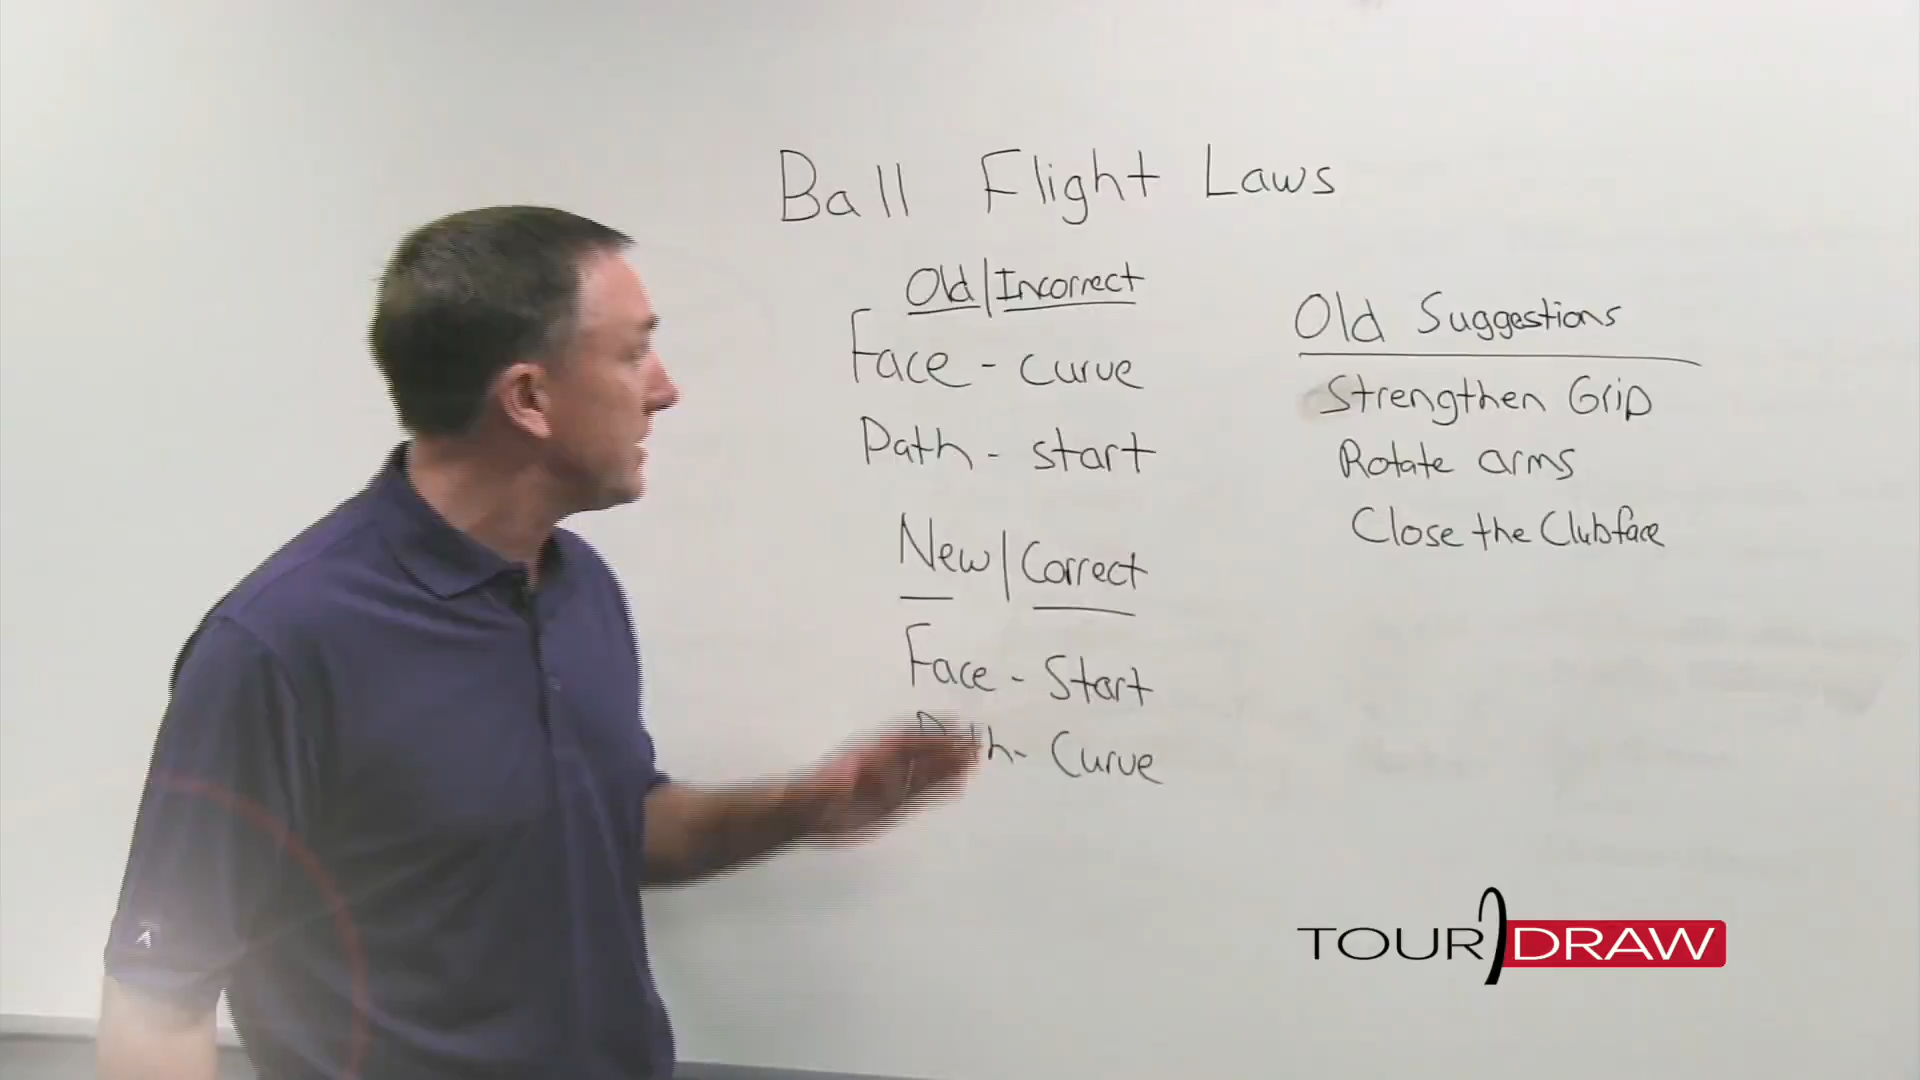 Ball Flight Laws
Old/Incorrect
Face - curve
Path - start
New/Correct
Face - Start
Path - Curve
Old Suggestions
Strengthen Grip
Rotate arms
Close the Clubface
TOUR DRAW